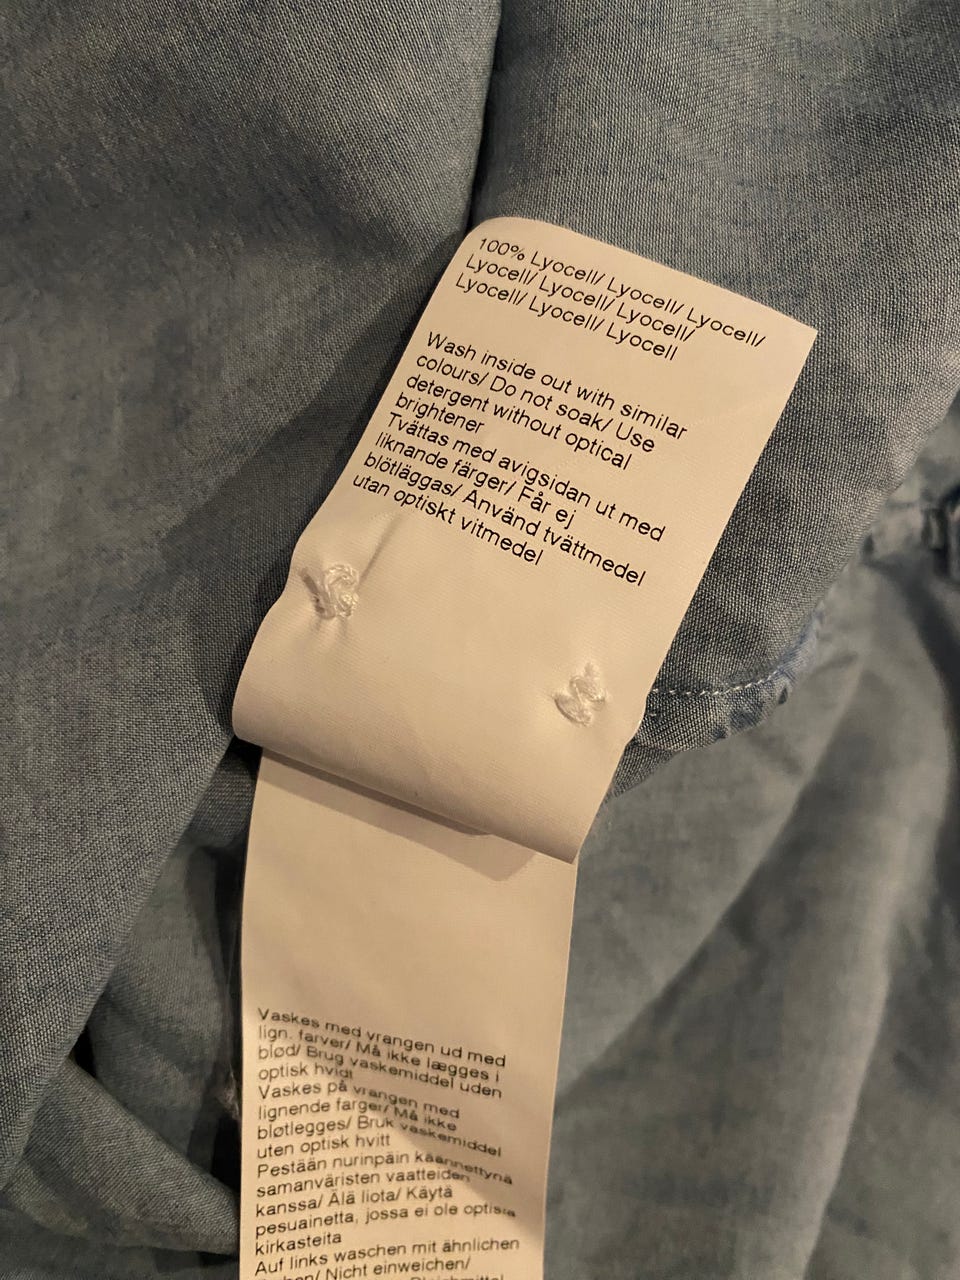 100% Lyocell/ Lyocell/ Lyocell/
Lyocell/ Lyocell/ Lyocell/
Lyocell/ Lyocell/ Lyocell
Wash inside out with similar
colours/ Do not soak/ Use
detergent without optical
brightener
Tvättas med avigsidan ut med
liknande färger/ Får ej
blötläggas/ Använd tvättmedel
utan optiskt vitmedel
Vaskes med vrangen ud med
lign. farver/ Må ikke lægges i
blød/ Brug vaskemiddel uden
optisk hvidt
Vaskes på vrangen med
lignende farger/ Må ikke
bløtlegges/ Bruk vaskemiddel
uten optisk hvitt
Pestään nurinpäin käännettynä
samanväristen vaatteiden
kanssa/ Älä liota/ Käytä
pesuainetta, jossa ei ole optisia
kirkasteita
Auf links waschen mit ähnlichen
Nicht einweichen/